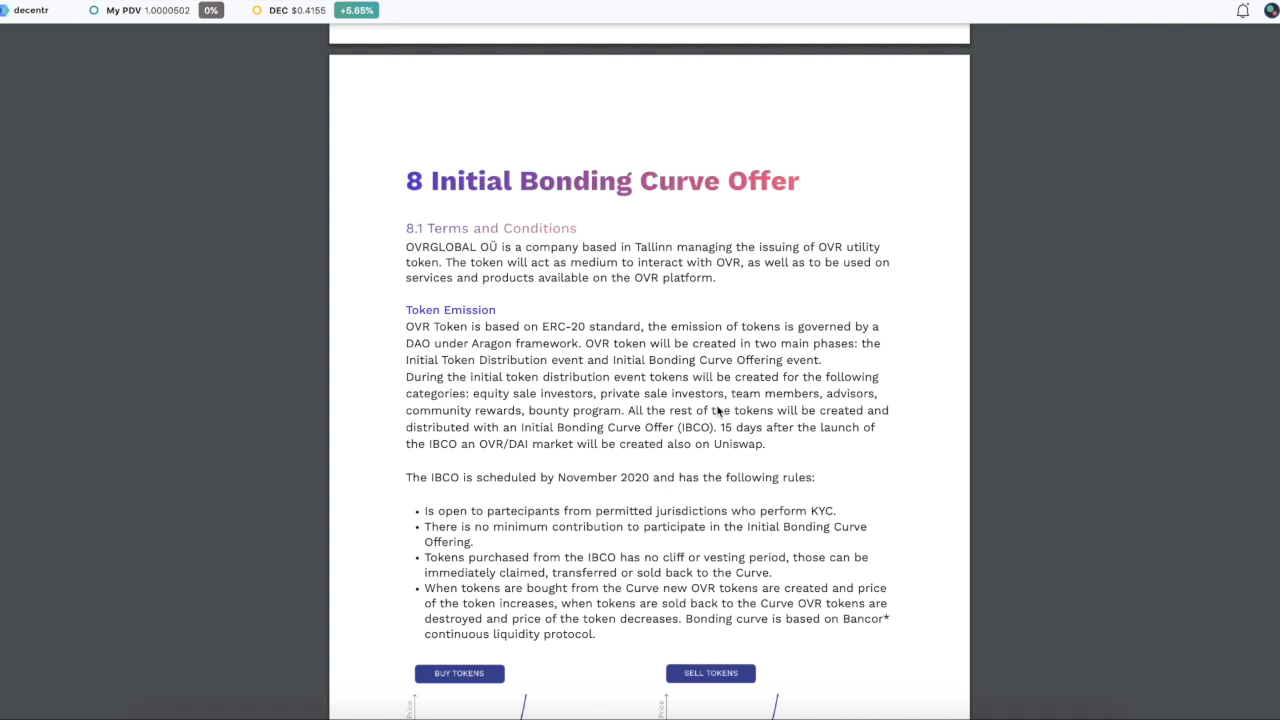 decentr My PDV 1.0000502 0% DEC $0.4155 +5.65%
8 Initial Bonding Curve Offer
8.1 Terms and Conditions
OVRGLOBAL OÜ is a company based in Tallinn managing the issuing of OVR utility
token. The token will act as medium to interact with OVR, as well as to be used on
services and products available on the OVR platform.
Token Emission
OVR Token is based on ERC-20 standard, the emission of tokens is governed by a
DAO under Aragon framework. OVR token will be created in two main phases: the
Initial Token Distribution event and Initial Bonding Curve Offering event.
During the initial token distribution event tokens will be created for the following
categories: equity sale investors, private sale investors, team members, advisors,
community rewards, bounty program. All the rest of the tokens will be created and
distributed with an Initial Bonding Curve Offer (IBCO). 15 days after the launch of
the IBCO an OVR/DAI market will be created also on Uniswap.
The IBCO is scheduled by November 2020 and has the following rules:
• Is open to partecipants from permitted jurisdictions who perform KYC.
• There is no minimum contribution to participate in the Initial Bonding Curve
Offering.
• Tokens purchased from the IBCO has no cliff or vesting period, those can be
immediately claimed, transferred or sold back to the Curve.
• When tokens are bought from the Curve new OVR tokens are created and price
of the token increases, when tokens are sold back to the Curve OVR tokens are
destroyed and price of the token decreases. Bonding curve is based on Bancor*
continuous liquidity protocol.
BUY TOKENS SELL TOKENS
Price Price